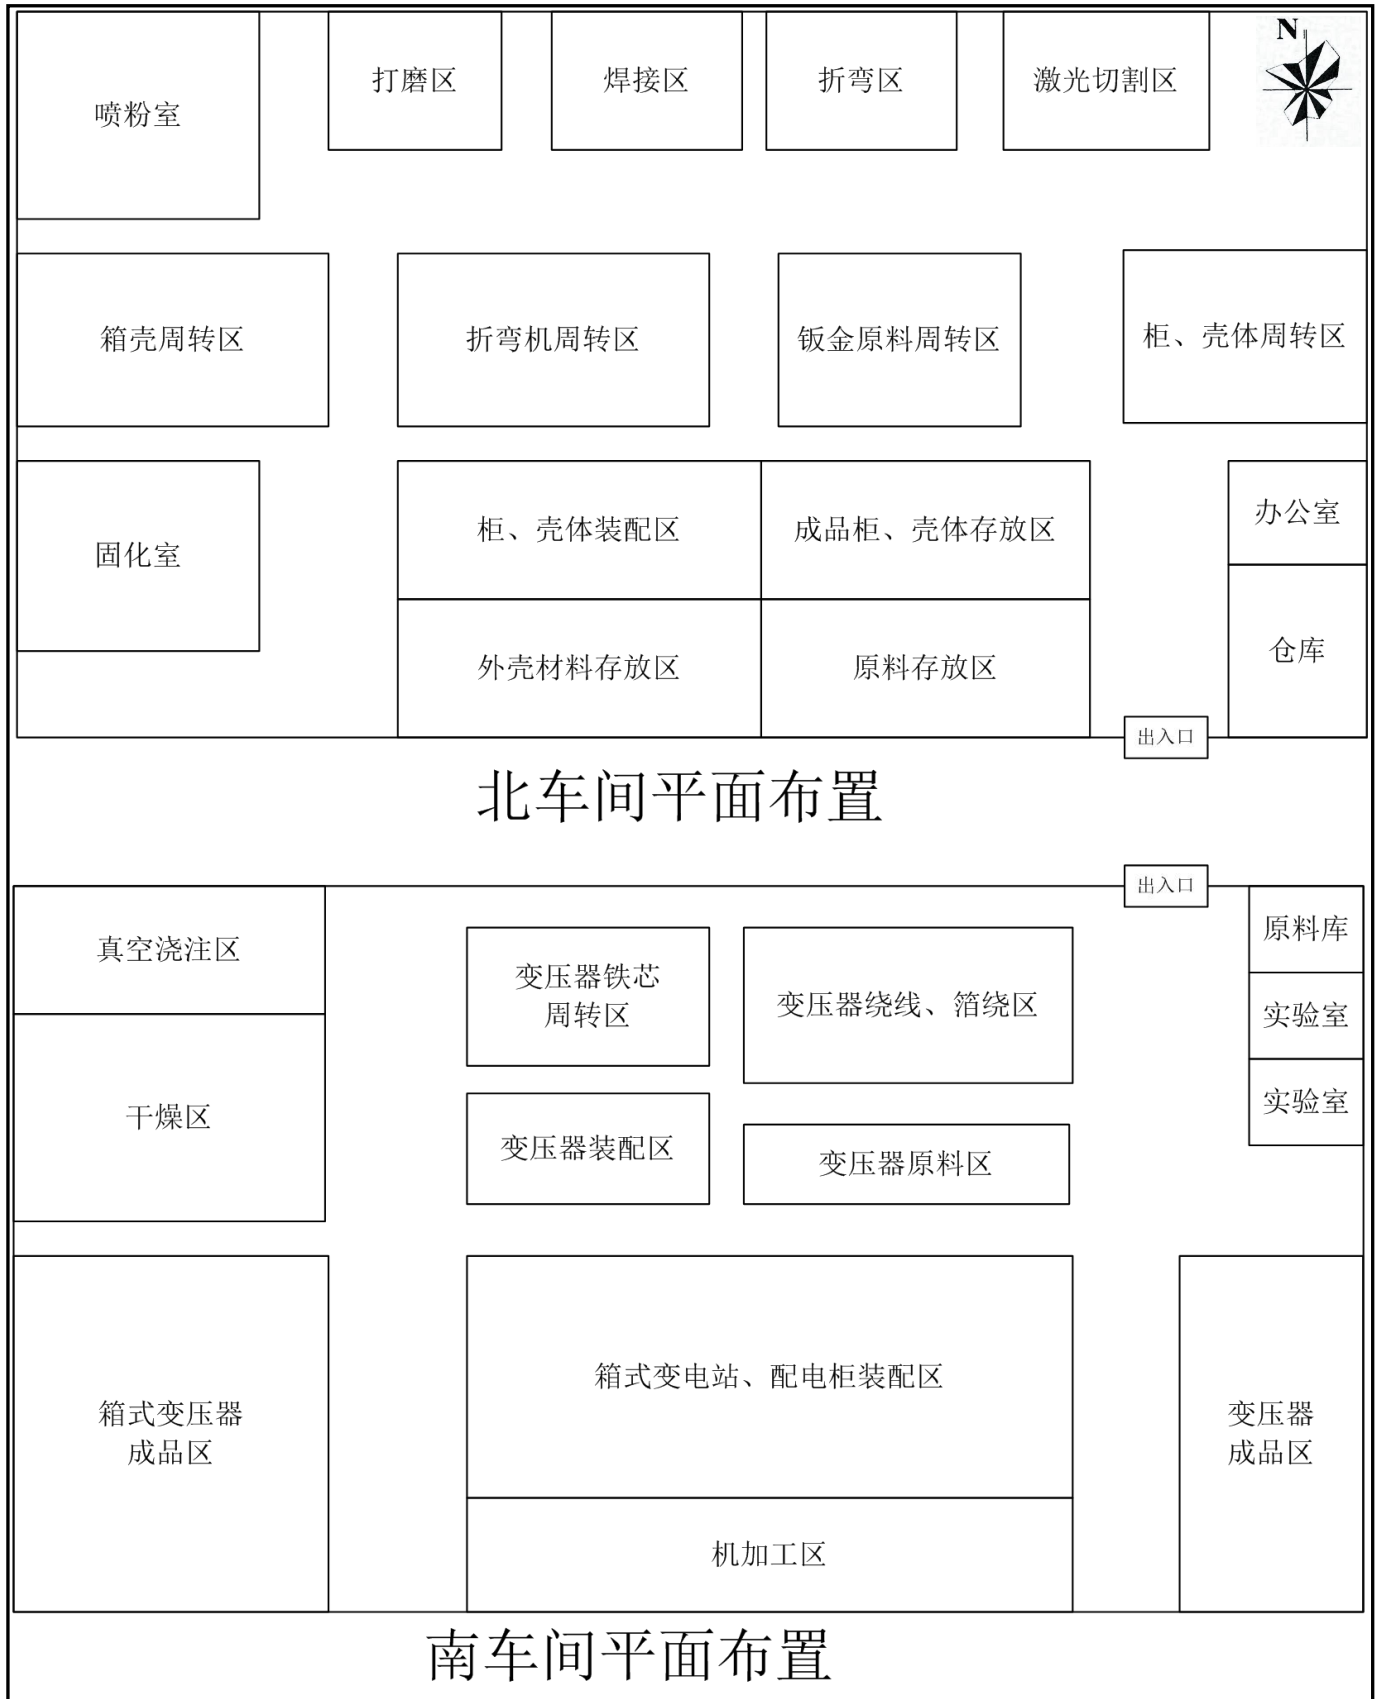 N
喷粉室
打磨区
焊接区
折弯区
激光切割区
箱壳周转区
折弯机周转区
钣金原料周转区
柜、壳体周转区
固化室
柜、壳体装配区
成品柜、壳体存放区
办公室
外壳材料存放区
原料存放区
仓库
出入口
北车间平面布置
出入口
真空浇注区
变压器铁芯
周转区
变压器绕线、箔绕区
原料库
实验室
实验室
干燥区
变压器装配区
变压器原料区
箱式变压器
成品区
箱式变电站、配电柜装配区
变压器
成品区
机加工区
南车间平面布置